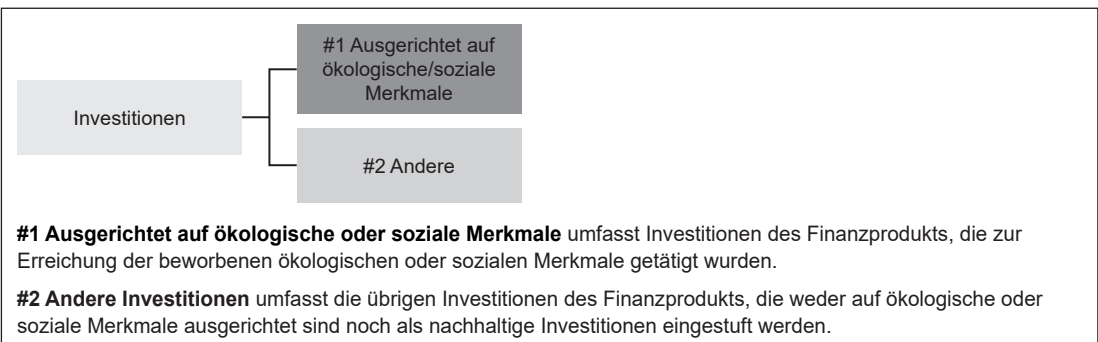 #1 Ausgerichtet auf
ökologische/soziale
Merkmale
Investitionen
#2 Andere
#1 Ausgerichtet auf ökologische oder soziale Merkmale umfasst Investitionen des Finanzprodukts, die zur
Erreichung der beworbenen ökologischen oder sozialen Merkmale getätigt wurden.
#2 Andere Investitionen umfasst die übrigen Investitionen des Finanzprodukts, die weder auf ökologische oder
soziale Merkmale ausgerichtet sind noch als nachhaltige Investitionen eingestuft werden.